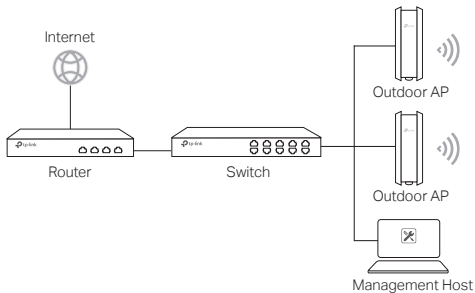 Internet
Outdoor AP
tp-link
tp-link
Router
Switch
Outdoor AP
Management Host